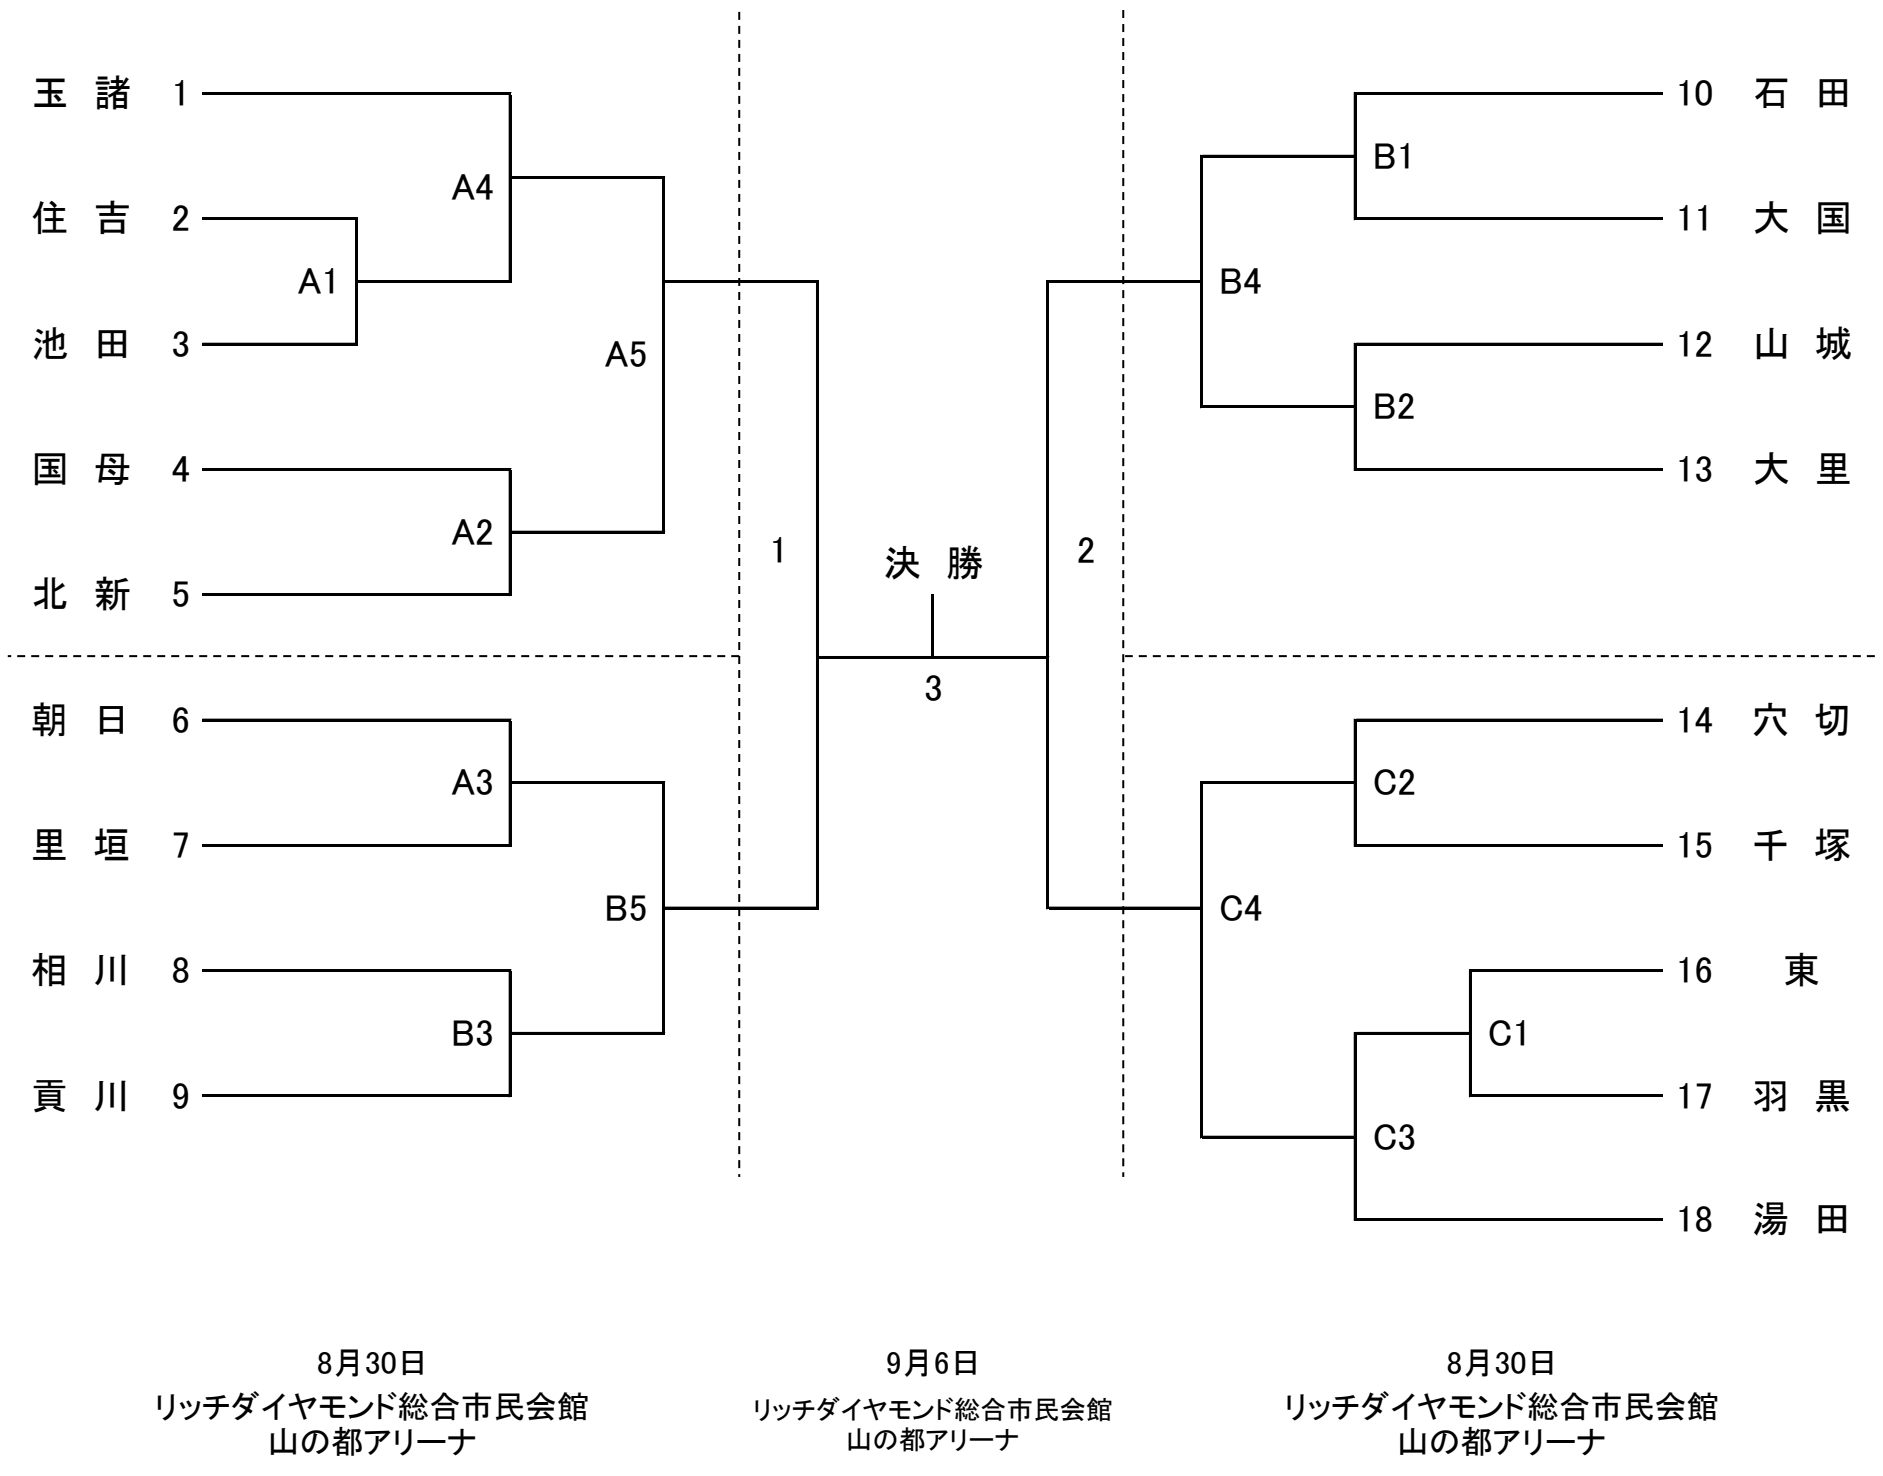 玉 諸 1
A4
住 吉 2
A1
池 田 3
A5
国 母 4
A2
北 新 5
朝 日 6
A3
里 垣 7
B5
相 川 8
B3
貢 川 9
1
決 勝
2
3
10 石 田
B1
11 大 国
B4
12 山 城
B2
13 大 里
14 穴 切
C2
15 千 塚
C4
16 東
C1
17 羽 黒
C3
18 湯 田
8月30日
リッチダイヤモンド総合市民会館
山の都アリーナ
9月6日
リッチダイヤモンド総合市民会館
山の都アリーナ
8月30日
リッチダイヤモンド総合市民会館
山の都アリーナ